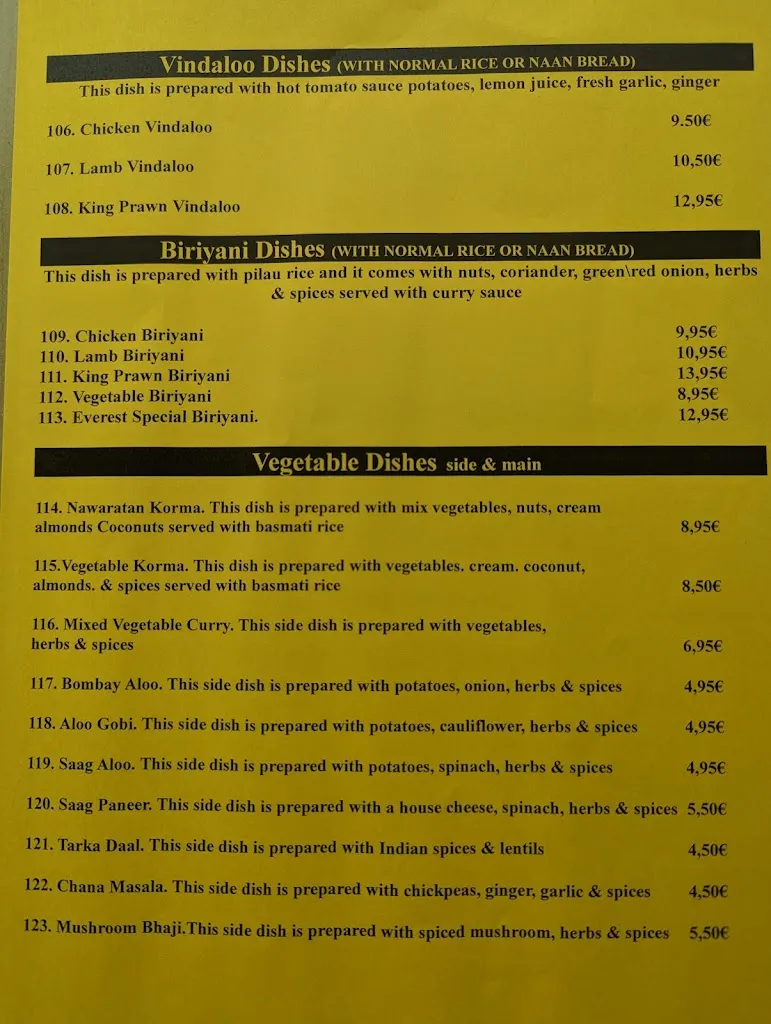 Vindaloo Dishes (WITH NORMAL RICE OR NAAN BREAD)
This dish is prepared with hot tomato sauce potatoes, lemon juice, fresh garlic, ginger
106. Chicken Vindaloo 9.50€
107. Lamb Vindaloo 10,50€
108. King Prawn Vindaloo 12,95€
Biriyani Dishes (WITH NORMAL RICE OR NAAN BREAD)
This dish is prepared with pilau rice and it comes with nuts, coriander, green\red onion, herbs
& spices served with curry sauce
109. Chicken Biriyani 9,95€
110. Lamb Biriyani 10,95€
111. King Prawn Biriyani 13,95€
112. Vegetable Biriyani 8,95€
113. Everest Special Biriyani. 12,95€
Vegetable Dishes side & main
114. Nawaratan Korma. This dish is prepared with mix vegetables, nuts, cream
almonds Coconuts served with basmati rice 8,95€
115.Vegetable Korma. This dish is prepared with vegetables. cream. coconut,
almonds. & spices served with basmati rice 8,50€
116. Mixed Vegetable Curry. This side dish is prepared with vegetables,
herbs & spices 6,95€
117. Bombay Aloo. This side dish is prepared with potatoes, onion, herbs & spices 4,95€
118. Aloo Gobi. This side dish is prepared with potatoes, cauliflower, herbs & spices 4,95€
119. Saag Aloo. This side dish is prepared with potatoes, spinach, herbs & spices 4,95€
120. Saag Paneer. This side dish is prepared with a house cheese, spinach, herbs & spices 5,50€
121. Tarka Daal. This side dish is prepared with Indian spices & lentils 4,50€
122. Chana Masala. This side dish is prepared with chickpeas, ginger, garlic & spices 4,50€
123. Mushroom Bhaji.This side dish is prepared with spiced mushroom, herbs & spices 5,50€